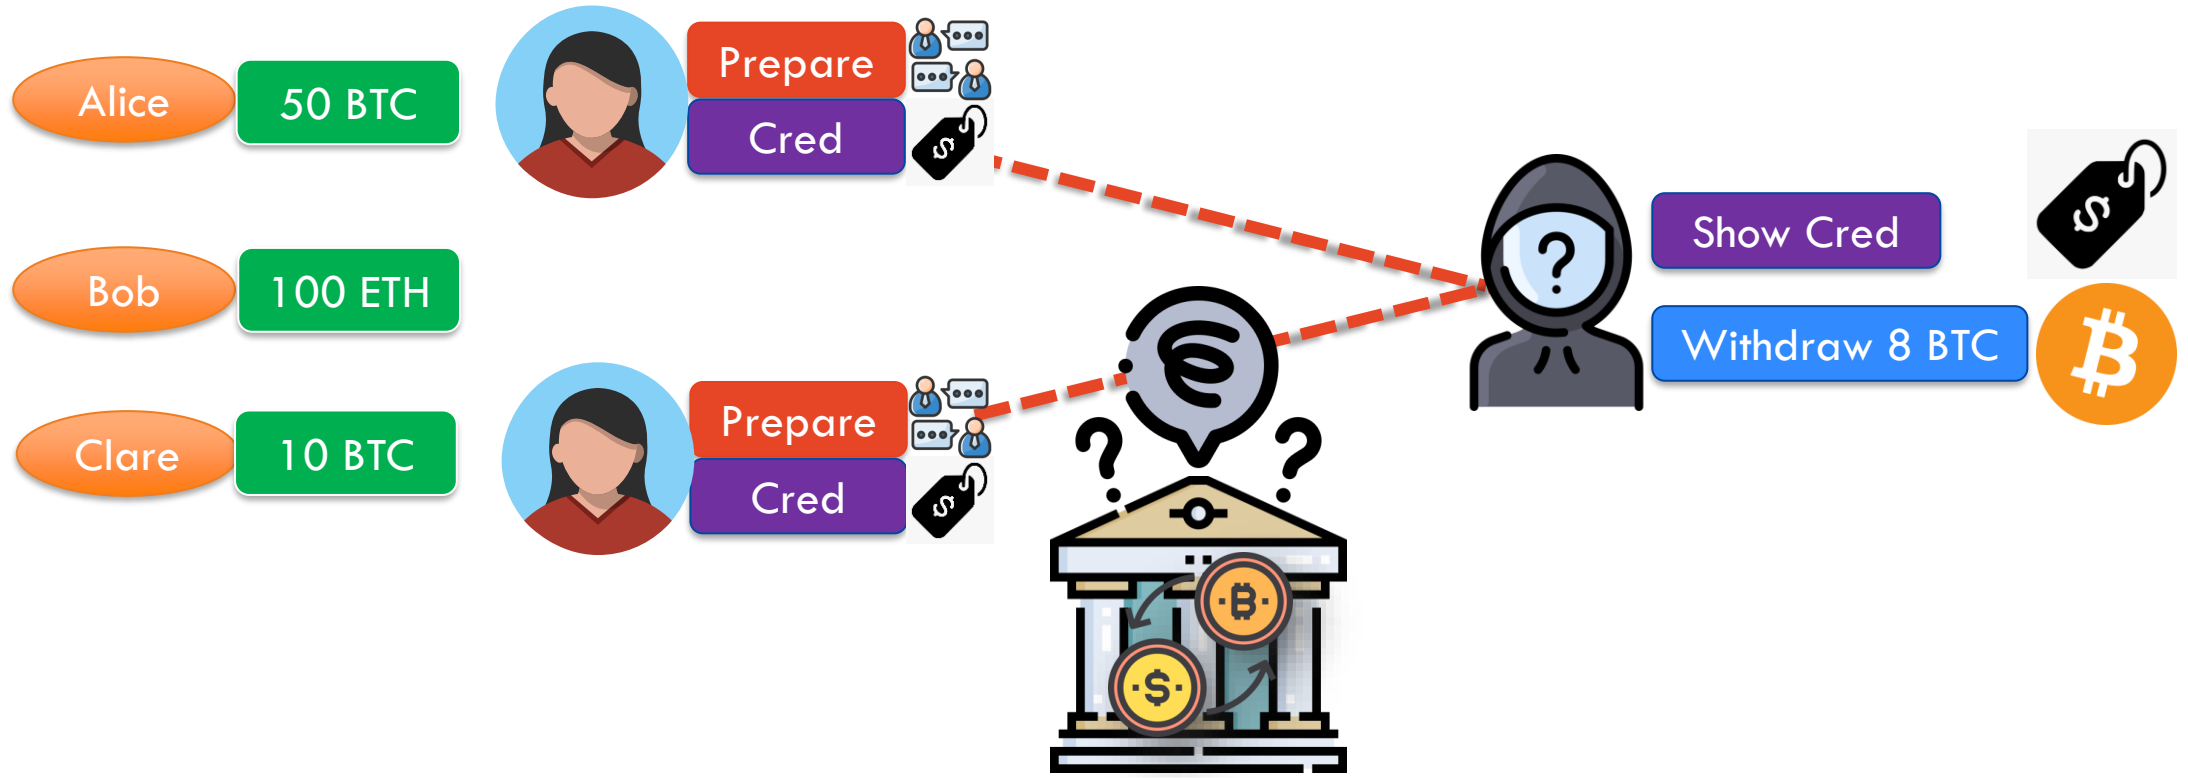 Alice
50 BTC
Prepare
Cred
Bob
100 ETH
Clare
10 BTC
Prepare
Cred
Show Cred
Withdraw 8 BTC